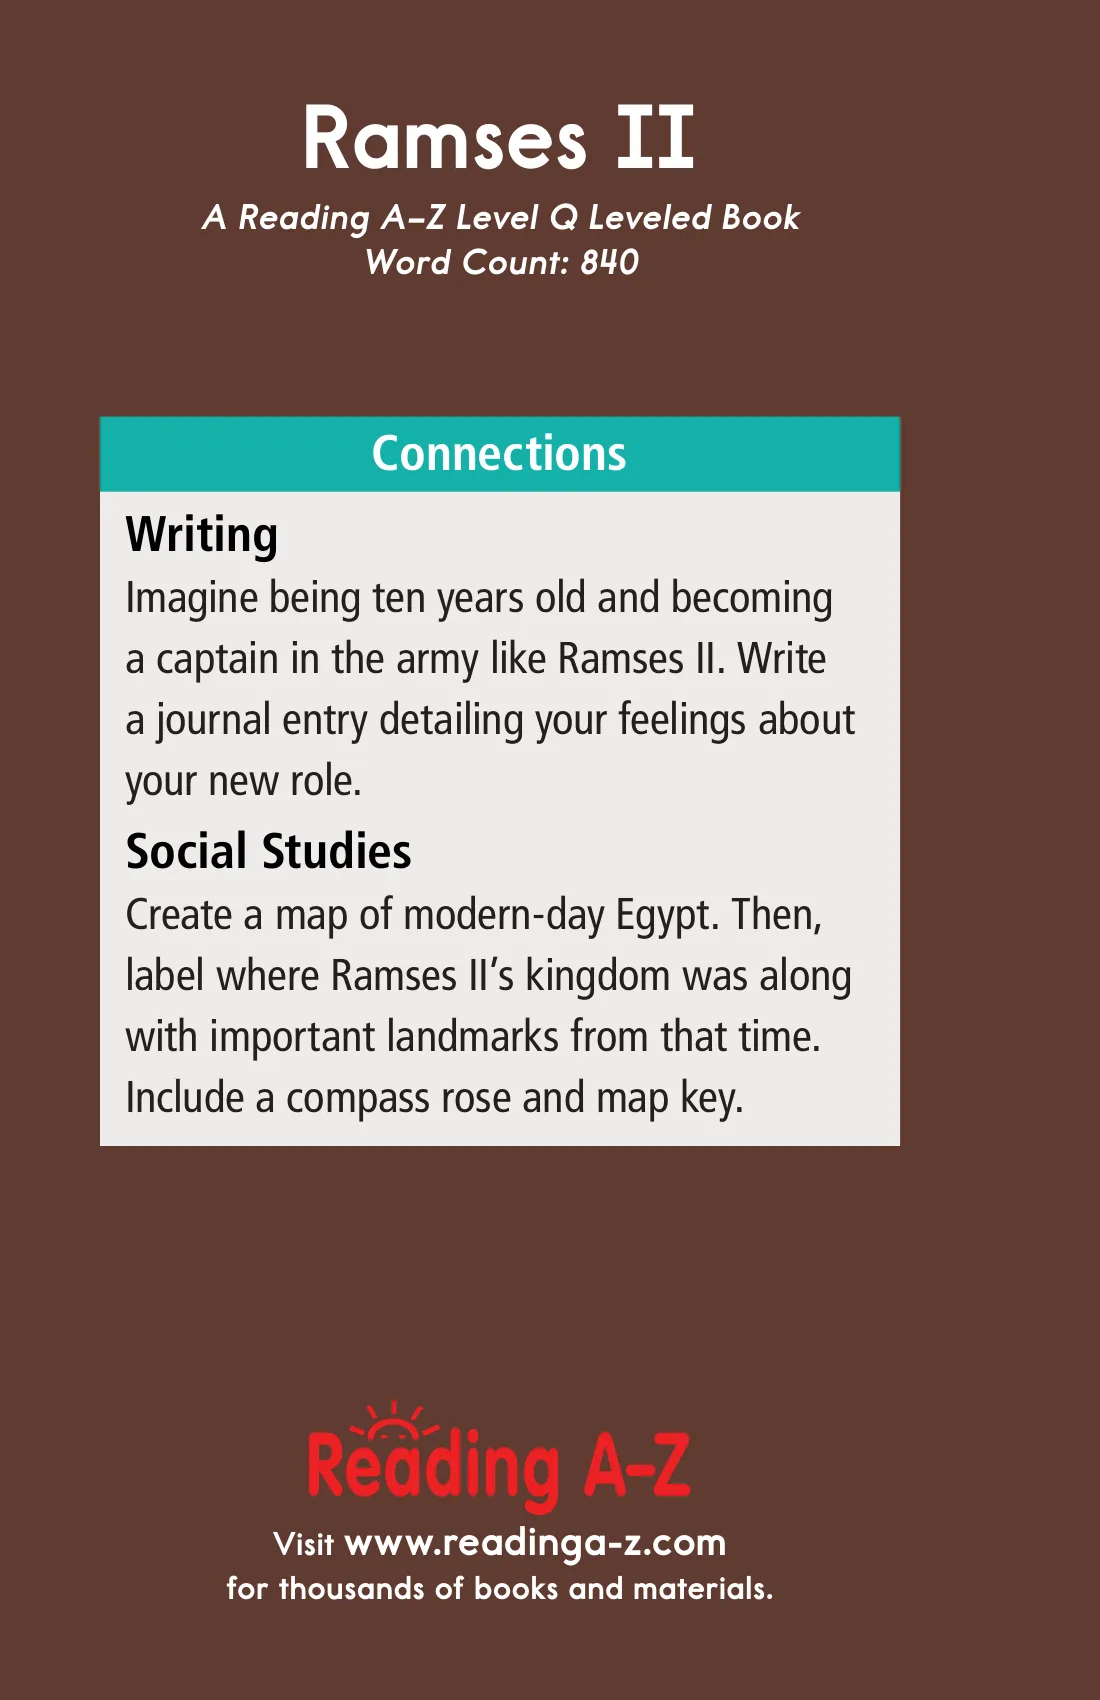 Ramses II
A Reading A–Z Level Q Leveled Book
Word Count: 840
Connections
Writing
Imagine being ten years old and becoming
a captain in the army like Ramses II. Write
a journal entry detailing your feelings about
your new role.
Social Studies
Create a map of modern-day Egypt. Then,
label where Ramses II’s kingdom was along
with important landmarks from that time.
Include a compass rose and map key.
Reading A–Z
Visit www.readinga-z.com
for thousands of books and materials.